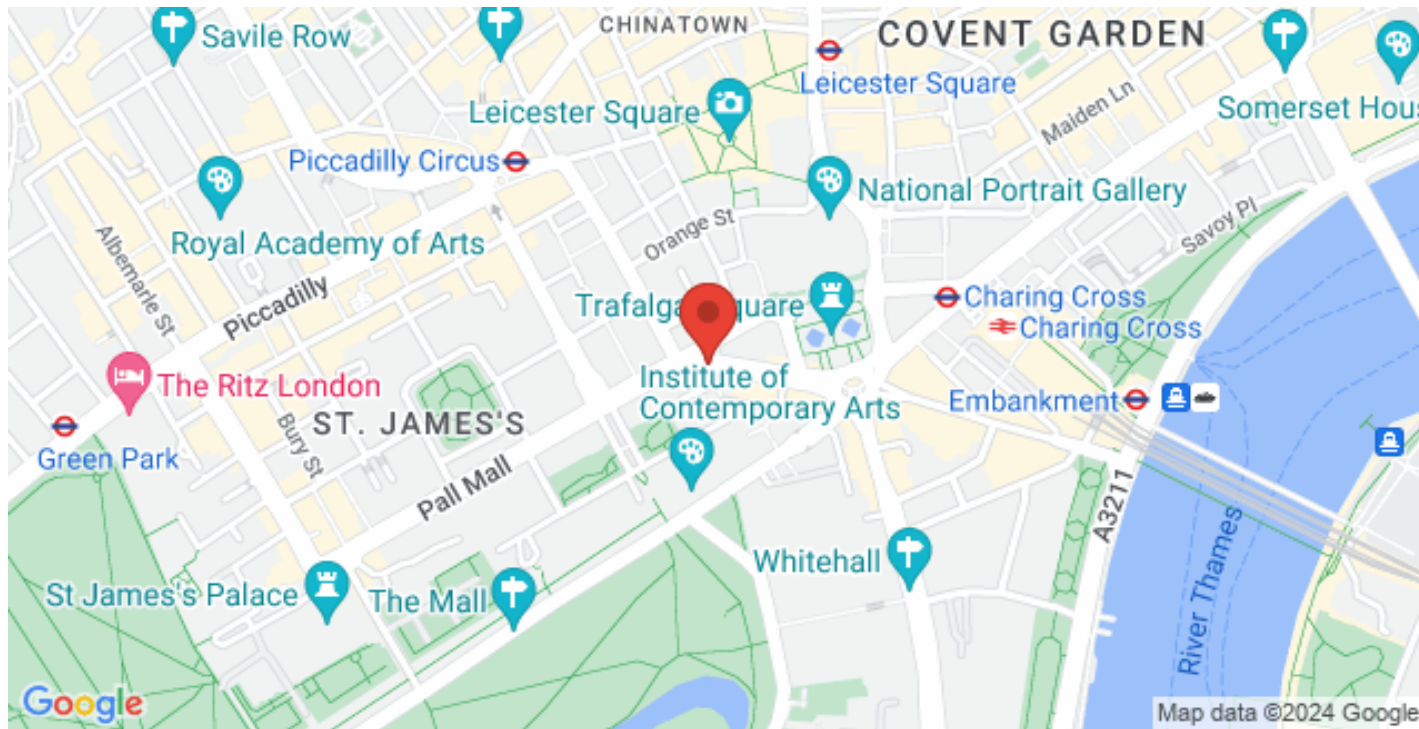 Savile Row
CHINATOWN
COVENT GARDEN
Leicester Square
Leicester Square
Maiden Ln
Somerset Hous
Piccadilly Circus
National Portrait Gallery
Royal Academy of Arts
Orange St
Savoy Pl
Albemarle St
Piccadilly
Trafalga
quare
Charing Cross
Charing Cross
The Ritz London
Institute of
Contemporary Arts
Embankment
ST. JAMES'S
Bury St
Green Park
Pall Mall
A3211
Whitehall
River Thames
St James's Palace
The Mall
Google
Map data ©2024 Google